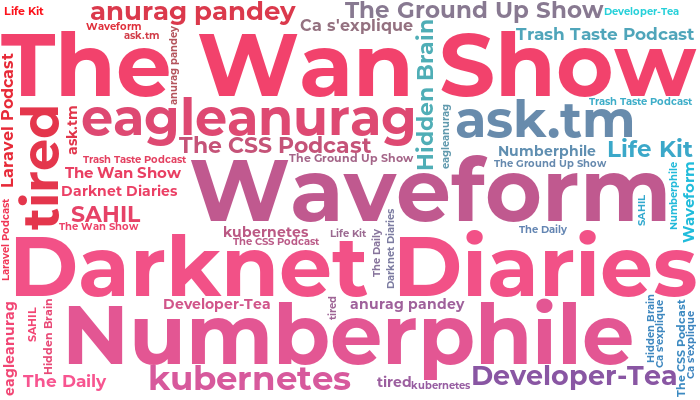 Life Kit
anurag pandey
The Ground Up Show
Developer-Tea
Waveform
ask.tm
Ca s'explique
Trash Taste Podcast
The Wan Show
anurag pandey
Hidden Brain
Laravel Podcast
tired
ask.tm
eagleanurag
eagleanurag
ask.tm
Trash Taste Podcast
The CSS Podcast
Numberphile
Life Kit
Trash Taste Podcast
The Ground Up Show
The Ground Up Show
The Wan Show
Waveform
Numberphile
Waveform
Darknet Diaries
SAHIL
SAHIL
Laravel Podcast
The Wan Show
kubernetes
Life Kit
The Daily
The CSS Podcast
The Daily
Darknet Diaries
Darknet Diaries
eagleanurag
SAHIL
Hidden Brain
Developer-Tea
tired
anurag pandey
Numberphile
Hidden Brain
ca s'explique
The CSS Podcast
Ca s'explique
The Daily
kubernetes
tired
kubernetes
Developer-Tea